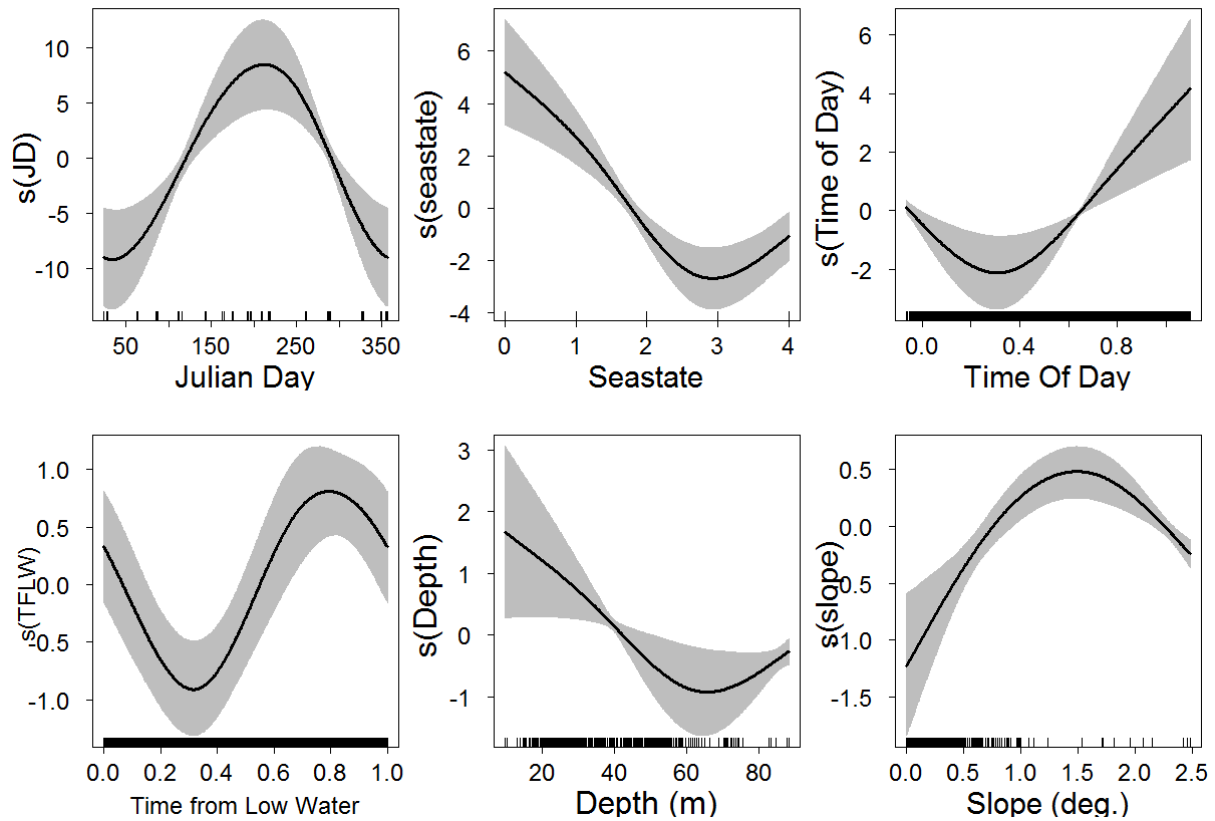 s(JD)
10
5
0
-5
-10
50 150 250 350
Julian Day
s(seastate)
6
4
2
0
-2
-4
0 1 2 3 4
Seastate
s(Time of Day)
6
4
2
0
-2
0.0 0.4 0.8
Time Of Day
s(TFLW)
1.0
0.5
0.0
-0.5
-1.0
0.0 0.2 0.4 0.6 0.8 1.0
Time from Low Water
s(Depth)
3
2
1
0
-1
20 40 60 80
Depth (m)
s(slope)
0.5
0.0
-0.5
-1.0
-1.5
0.0 0.5 1.0 1.5 2.0 2.5
Slope (deg.)